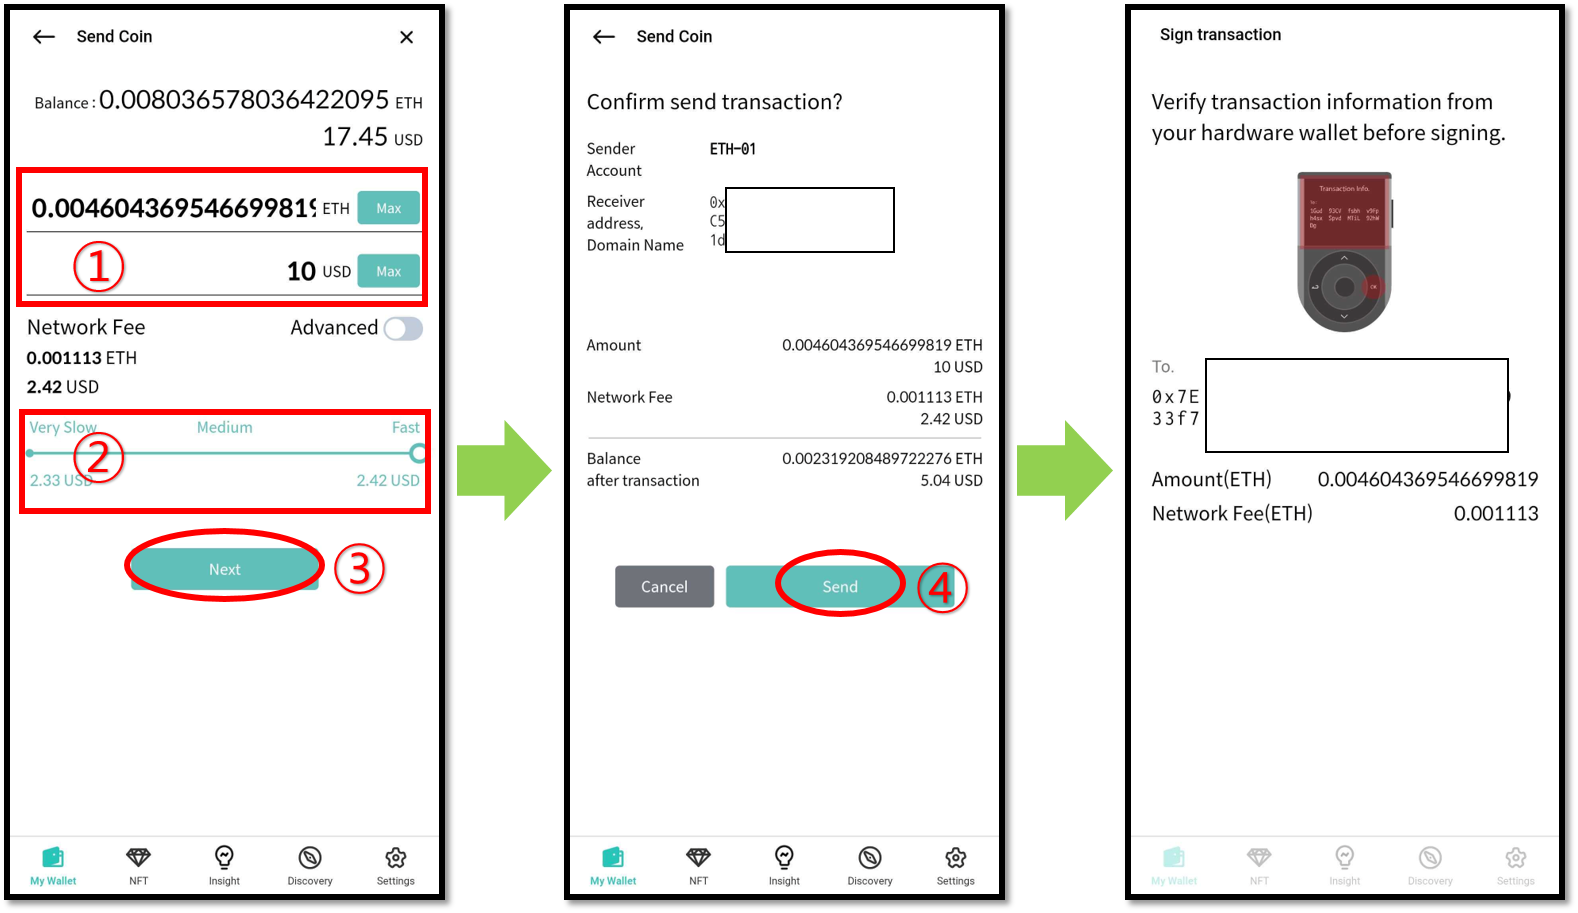 Send Coin
Balance : 0.008036578036422095 ETH
17.45 USD
0.004604369546699819 ETH Max
①
10 USD Max
Network Fee Advanced
0.001113 ETH
2.42 USD
Very Slow Medium Fast
②
2.33 USD 2.42 USD
Next ③
My Wallet NFT Insight Discovery Settings
Send Coin
Confirm send transaction?
Sender
Account
ETH-01
Receiver
address,
Domain Name
0x
C5
1d
Amount 0.004604369546699819 ETH
10 USD
Network Fee 0.001113 ETH
2.42 USD
Balance
after transaction
0.002319208489722276 ETH
5.04 USD
Cancel Send ④
My Wallet NFT Insight Discovery Settings
Sign transaction
Verify transaction information from
your hardware wallet before signing.
Transaction Info.
To:
OK
To.
0x7E
33f7
Amount(ETH) 0.004604369546699819
Network Fee(ETH) 0.001113
My Wallet NFT Insight Discovery Settings